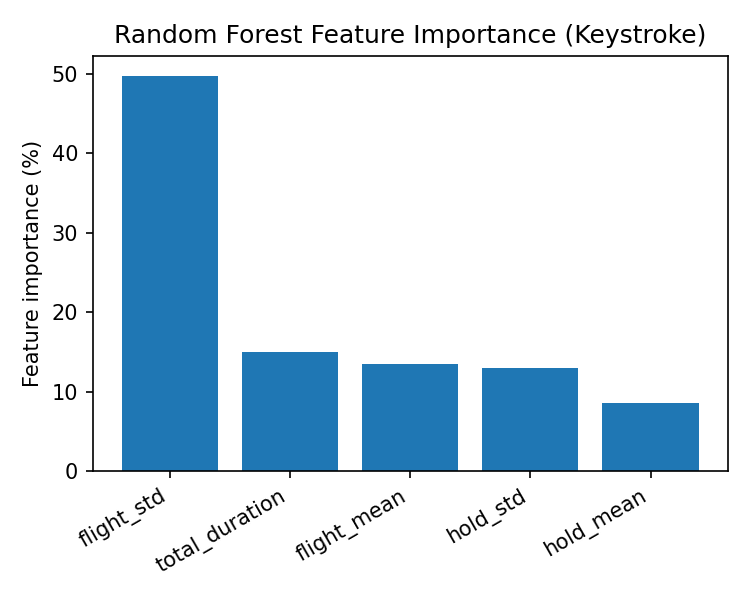 Random Forest Feature Importance (Keystroke)
Feature importance (%)
50
40
30
20
10
0
flight_std
total_duration
flight_mean
hold_std
hold_mean